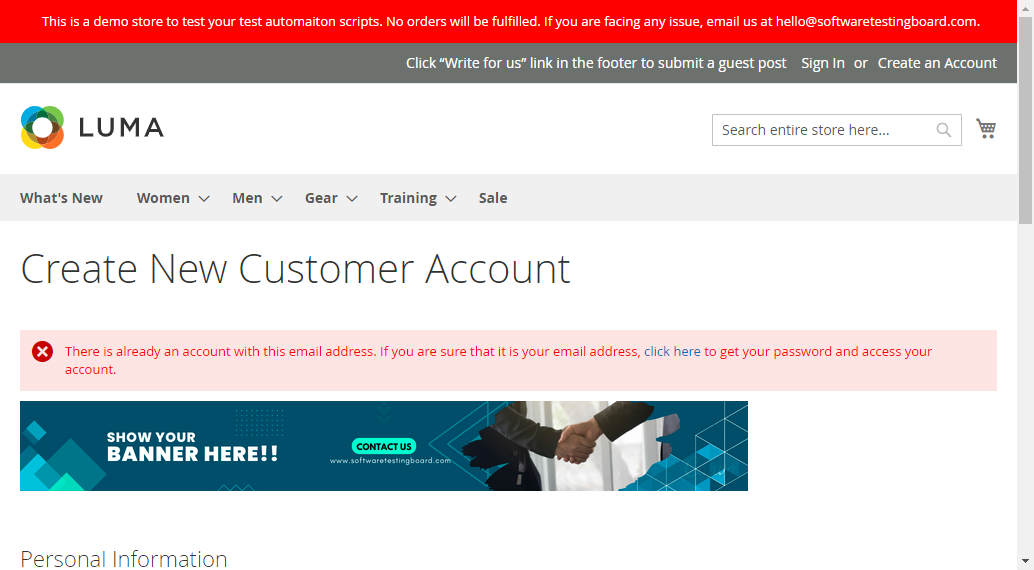 This is a demo store to test your test automaiton scripts. No orders will be fulfilled. If you are facing any issue, email us at hello@softwaretestingboard.com.
Click “Write for us” link in the footer to submit a guest post Sign In or Create an Account
LUMA
Search entire store here...
What's New Women Men Gear Training Sale
Create New Customer Account
There is already an account with this email address. If you are sure that it is your email address, click here to get your password and access your
account.
SHOW YOUR
BANNER HERE!!
CONTACT US
www.softwaretestingboard.com
Personal Information